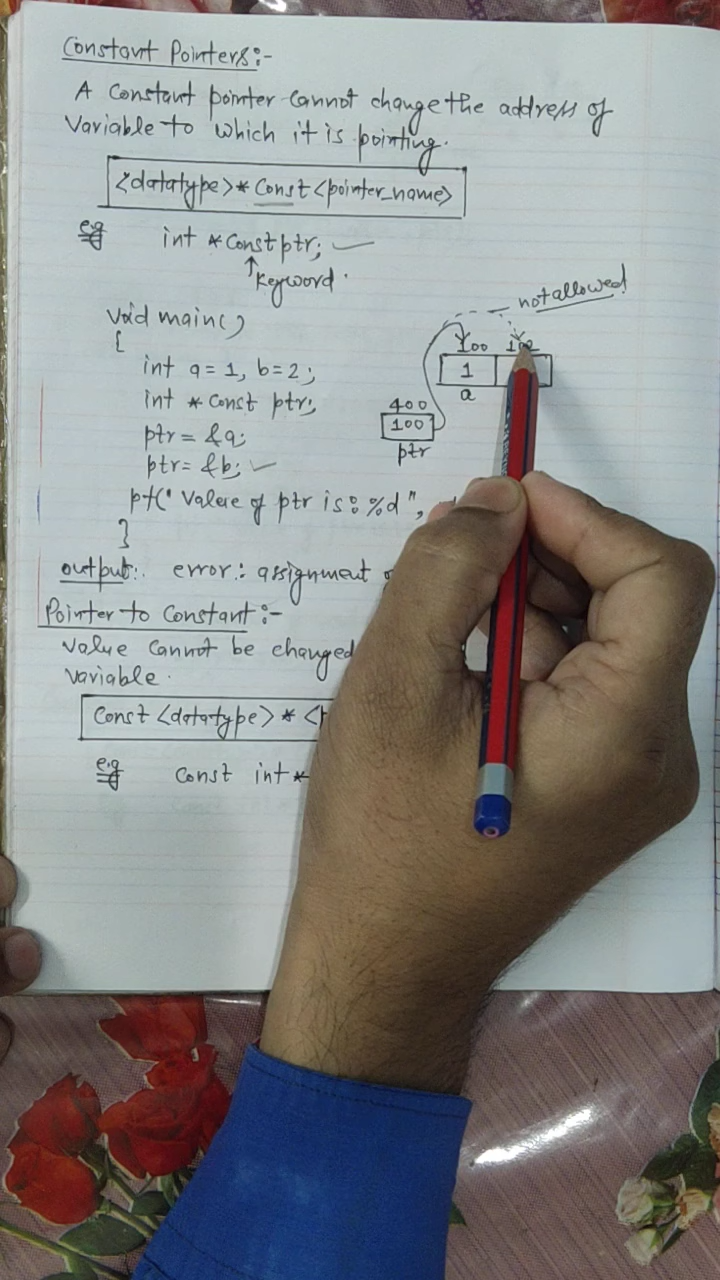 Constant Pointers:-
A Constant pointer cannot change the address of
Variable to which it is pointing.
<datatype>* Const <pointer_name>
e.g int *Const ptr;
↑
Keyword.
not allowed
void main()
{
100 102
int a = 1, b = 2;
1
a
int * Const ptr;
400
100
ptr
ptr = &a;
ptr = &b;
pf(" Value of ptr is: %d",
}
output:. error: assignment
Pointer to Constant:-
Value Cannot be changed
Variable.
Const <datatype> * <
e.g Const int *